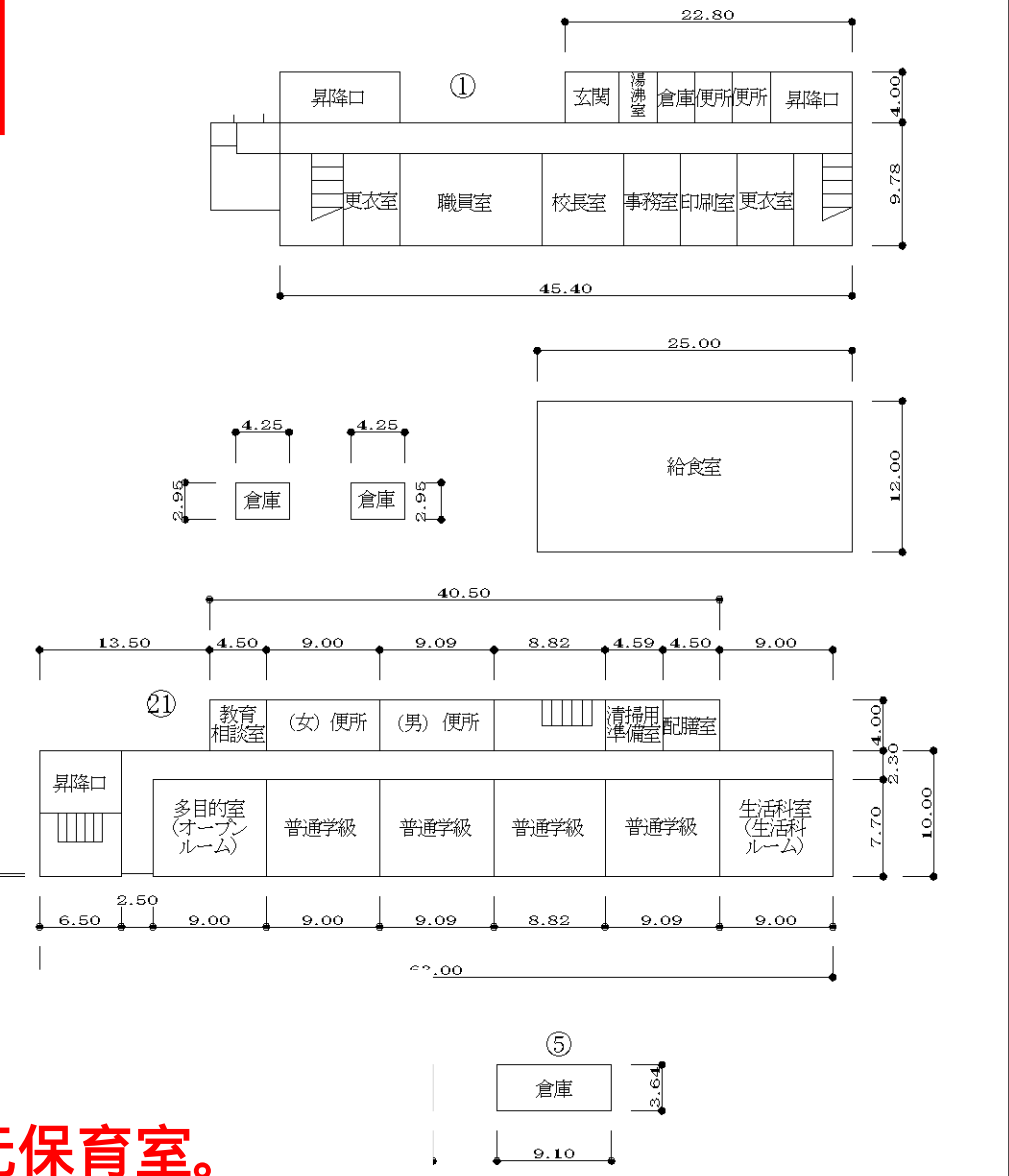 22.80
①
昇降口
玄関
湯沸室
倉庫
便所
便所
昇降口
4.00
更衣室
職員室
校長室
事務室
印刷室
更衣室
9.78
45.40
25.00
4.25
4.25
給食室
12.00
2.95
倉庫
倉庫
2.95
40.50
13.50
4.50
9.00
9.09
8.82
4.59
4.50
9.00
㉑
教育
相談室
(女) 便所
(男) 便所
清掃用
準備室
配膳室
4.00
2.30
昇降口
多目的室
(オープン
ルーム)
普通学級
普通学級
普通学級
普通学級
生活科室
(生活科
ルーム)
7.70
10.00
2.50
6.50
9.00
9.00
9.09
8.82
9.09
9.00
.00
⑤
倉庫
3.64
9.10
保育室。